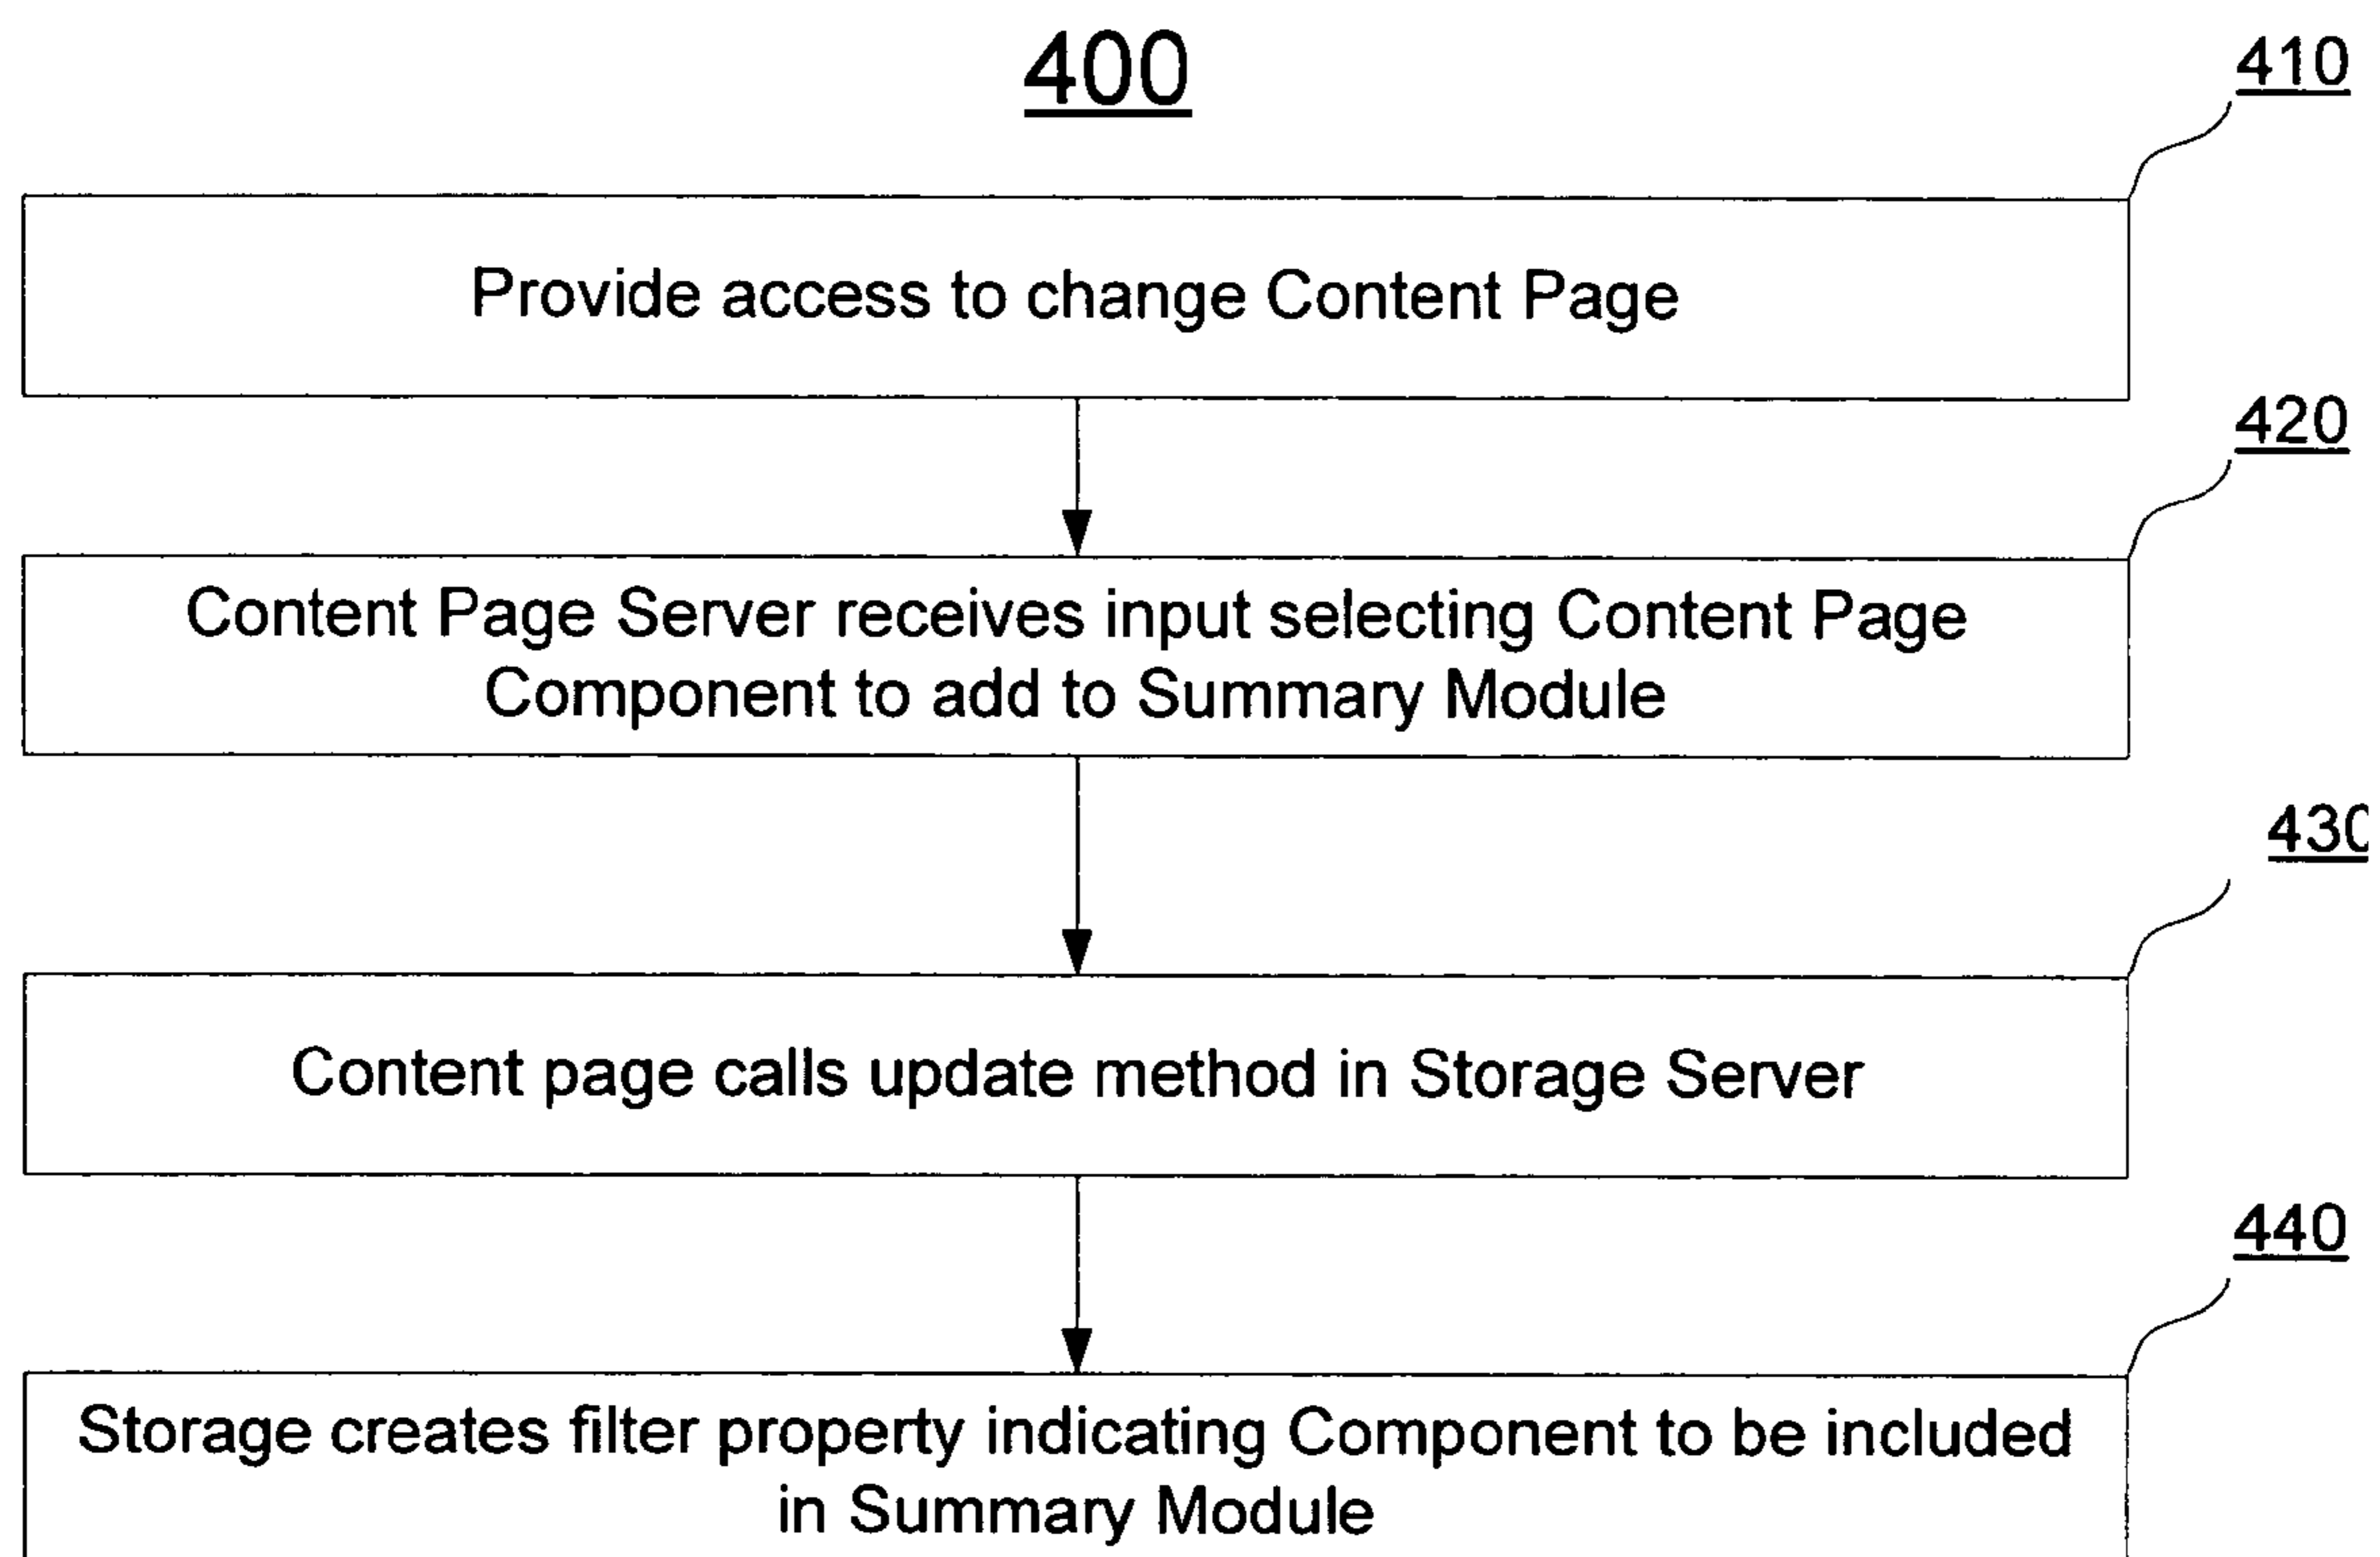 400
410
Provide access to change Content Page
420
Content Page Server receives input selecting Content Page
Component to add to Summary Module
430
Content page calls update method in Storage Server
440
Storage creates filter property indicating Component to be included
in Summary Module